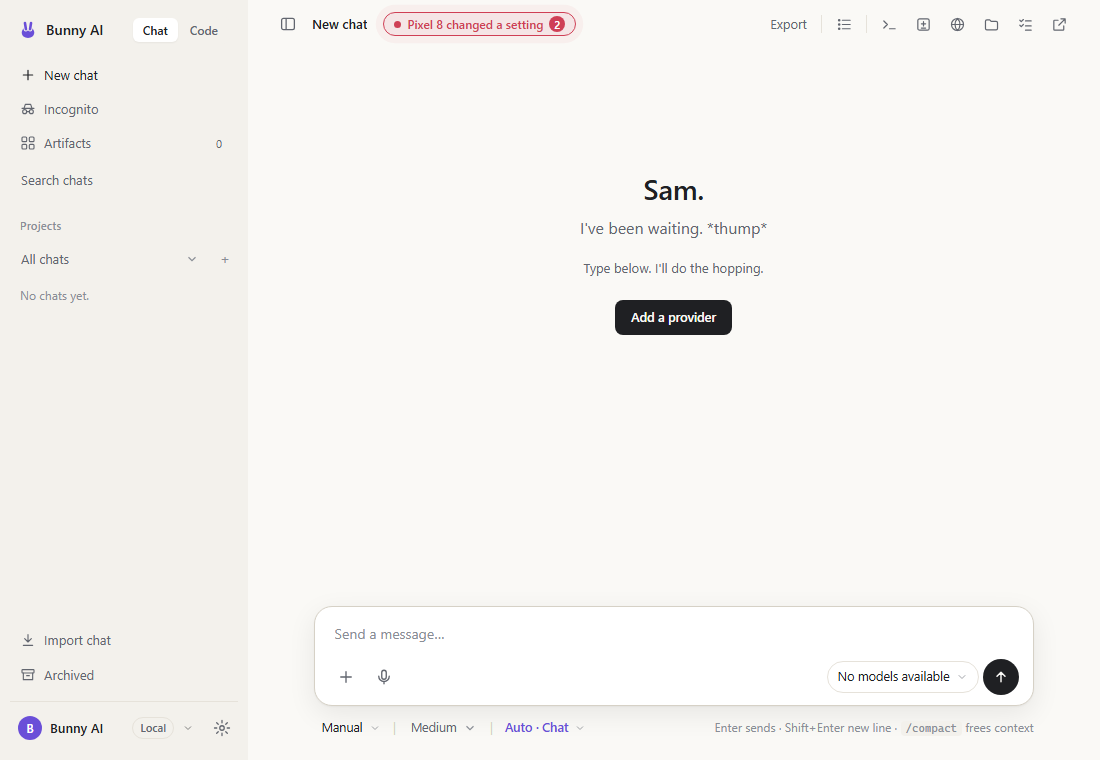 Bunny AI
Chat
Code
New chat
Incognito
Artifacts
0
Search chats
Projects
All chats
+
No chats yet.
Import chat
Archived
B
Bunny AI
Local
New chat
Pixel 8 changed a setting 2
Export
Sam.
I've been waiting. *thump*
Type below. I'll do the hopping.
Add a provider
Send a message...
No models available
Manual
Medium
Auto · Chat
Enter sends · Shift+Enter new line · /compact frees context